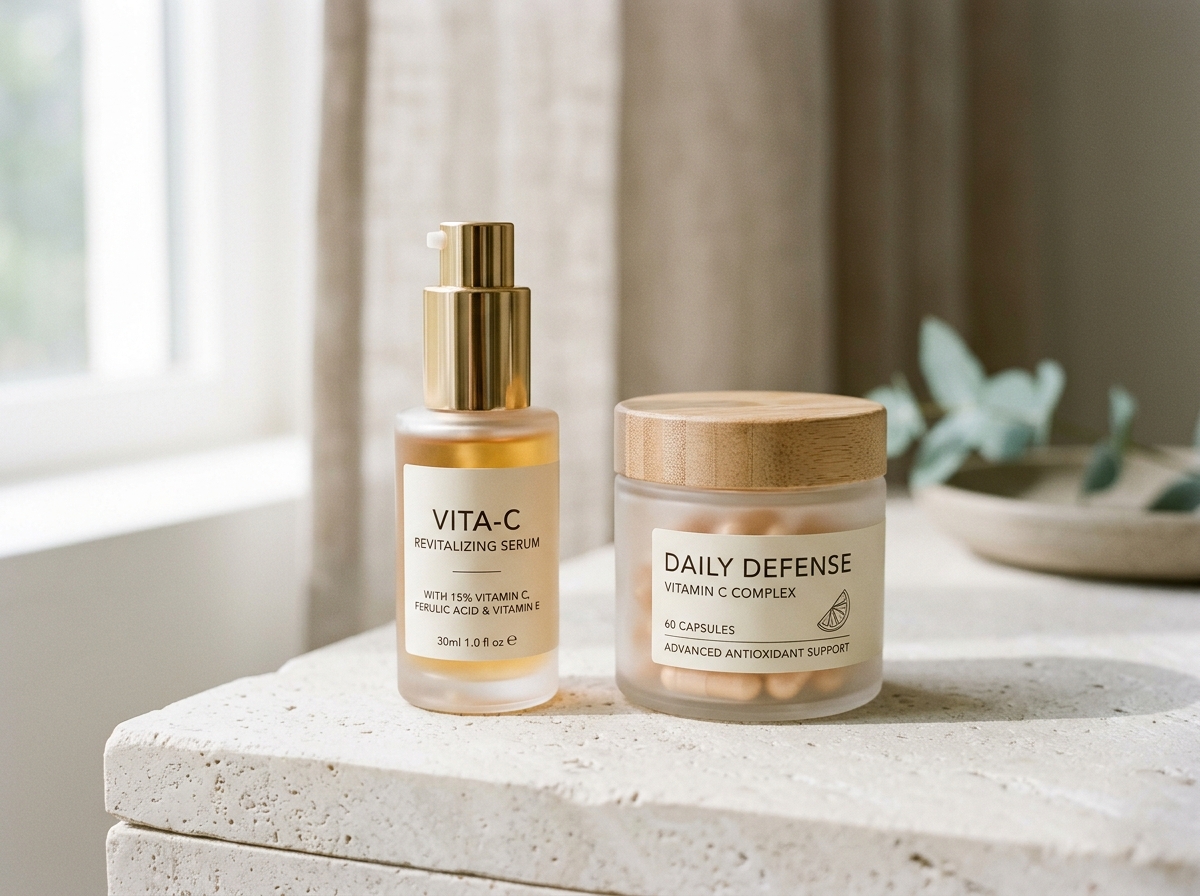 VITA-C
REVITALIZING SERUM
WITH 15% VITAMIN C,
FERULIC ACID & VITAMIN E
30ml 1.0 fl oz ℮
DAILY DEFENSE
VITAMIN C COMPLEX
60 CAPSULES
ADVANCED ANTIOXIDANT SUPPORT